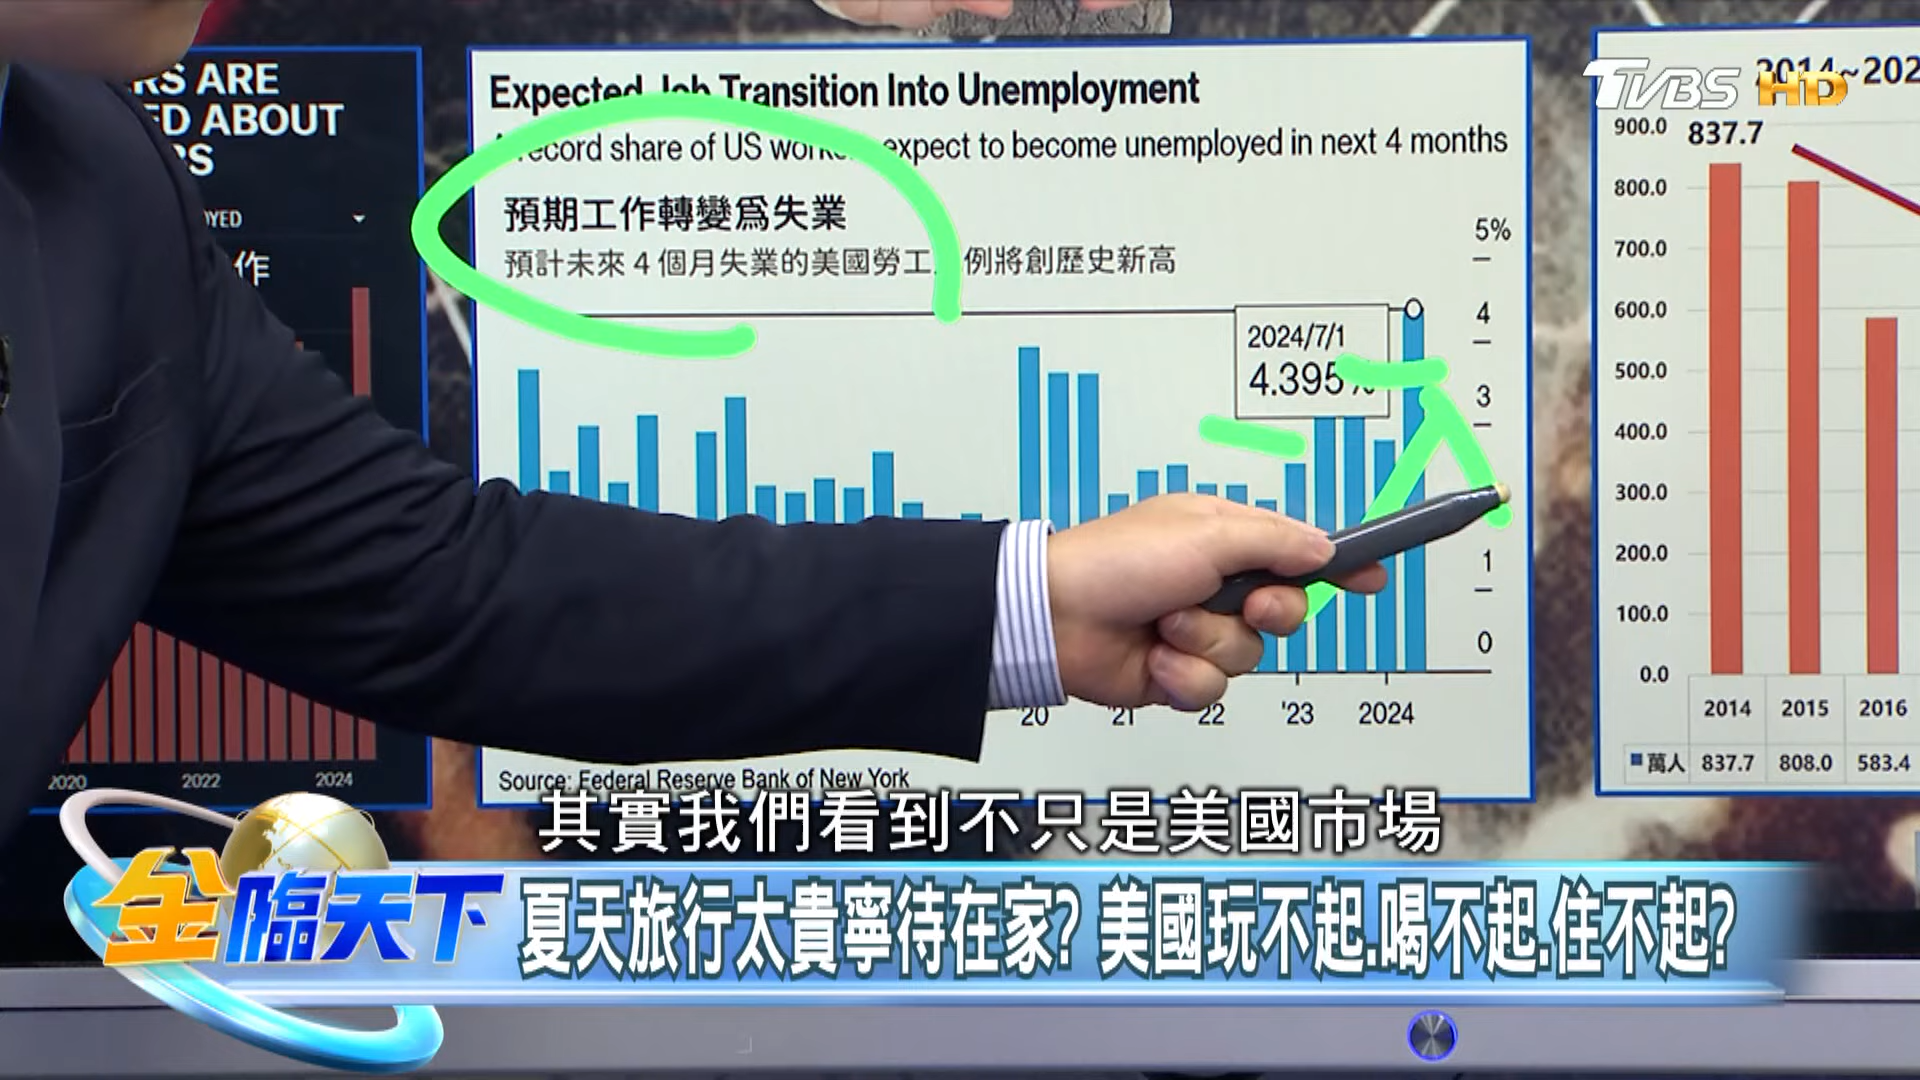 ARE
ABOUT
作
2020
2022
2024
Expected Job Transition Into Unemployment
record share of US expect to become unemployed in next 4 months
預期工作轉變爲失業
預計未來4個月失業的美國勞工 例將創歷史新高
5%
4
3
1
0
2024/7/1
4.395%
'20
'21
22
'23
2024
Source: Federal Reserve Bank of New York
TVBS HD
2014~202
837.7
900.0
800.0
700.0
600.0
500.0
400.0
300.0
200.0
100.0
0.0
2014 2015 2016
萬人 837.7 808.0 583.4
其實我們看到不只是美國市場
金臨天下
夏天旅行太貴寧待在家? 美國玩不起.喝不起.住不起?